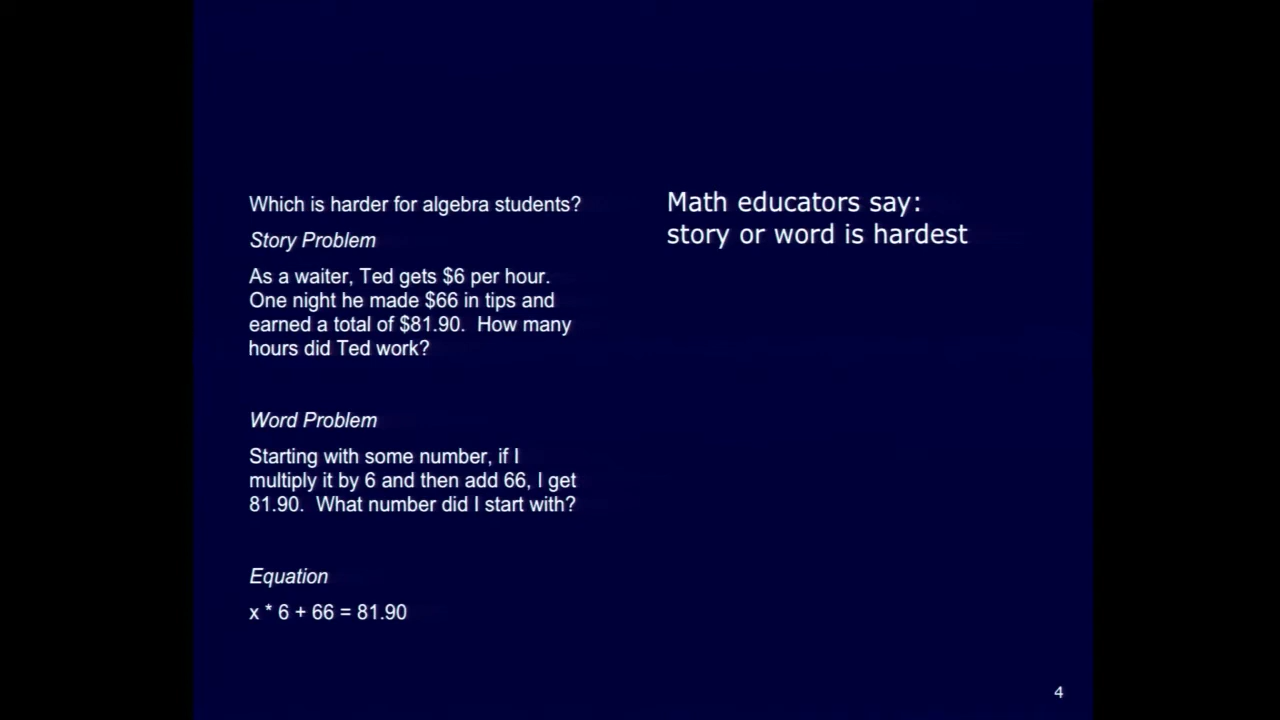 Which is harder for algebra students?
Story Problem
As a waiter, Ted gets $6 per hour.
One night he made $66 in tips and
earned a total of $81.90.  How many
hours did Ted work?
Word Problem
Starting with some number, if I
multiply it by 6 and then add 66, I get
81.90.  What number did I start with?
Equation
x * 6 + 66 = 81.90
Math educators say:
story or word is hardest
4